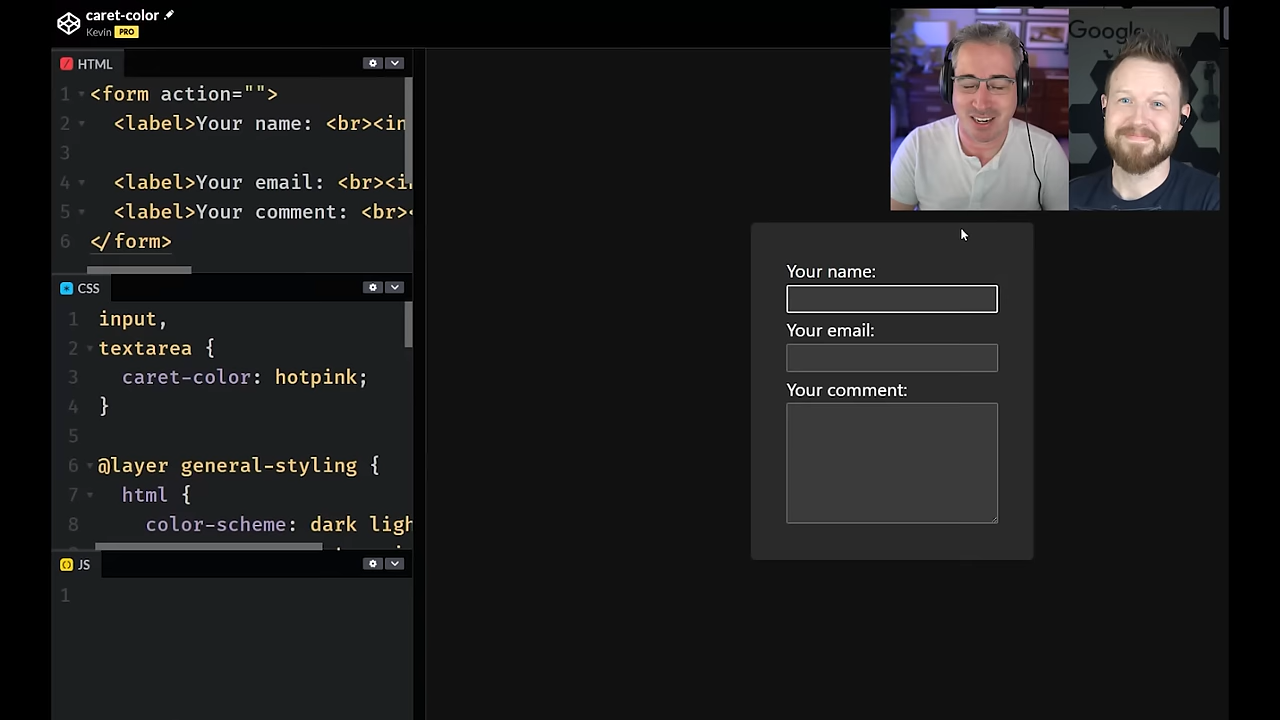 caret-color
Kevin PRO
Google
HTML
1 <form action="">
2 <label>Your name: <br><in
3
4 <label>Your email: <br><i
5 <label>Your comment: <br><
6 </form>
CSS
1 input,
2 textarea {
3 caret-color: hotpink;
4 }
5
6 @layer general-styling {
7 html {
8 color-scheme: dark ligh
JS
1
Your name:
Your email:
Your comment: